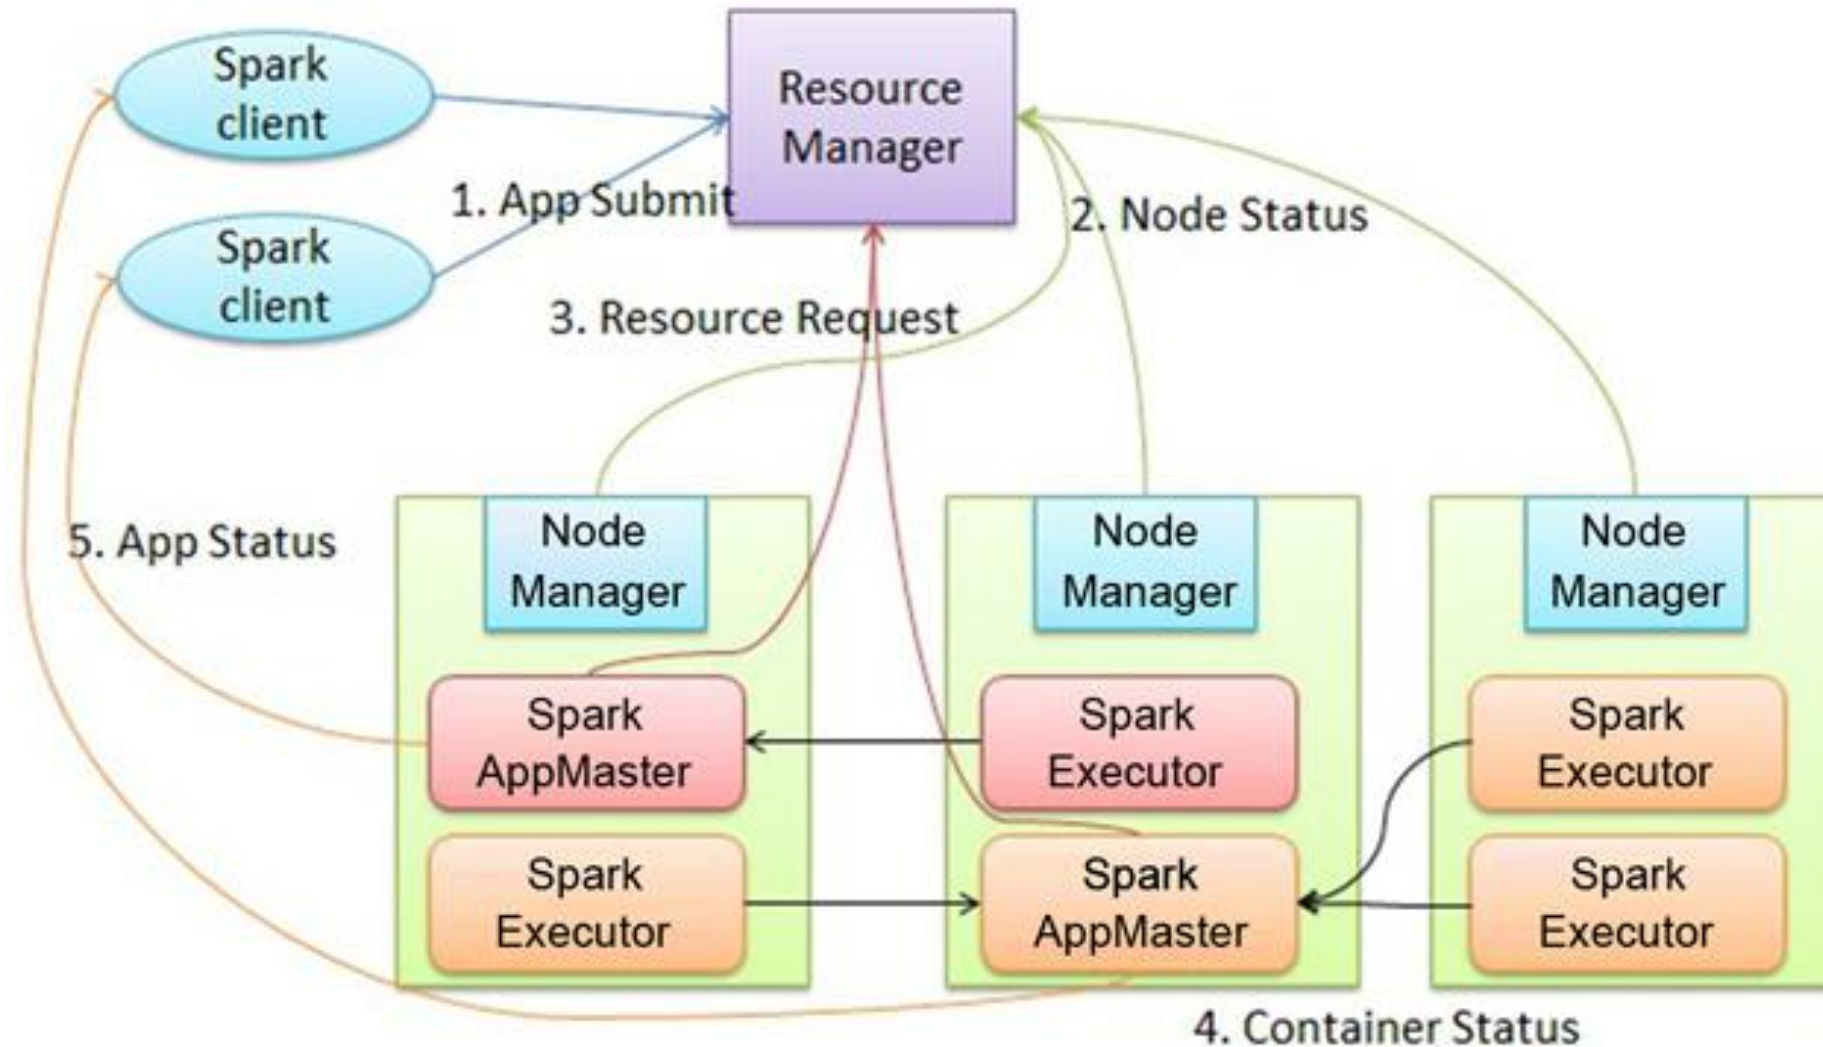 Spark
client
Resource
Manager
1. App Submit
2. Node Status
Spark
client
3. Resource Request
5. App Status
Node
Manager
Node
Manager
Node
Manager
Spark
AppMaster
Spark
Executor
Spark
Executor
Spark
Executor
Spark
AppMaster
Spark
Executor
4. Container Status